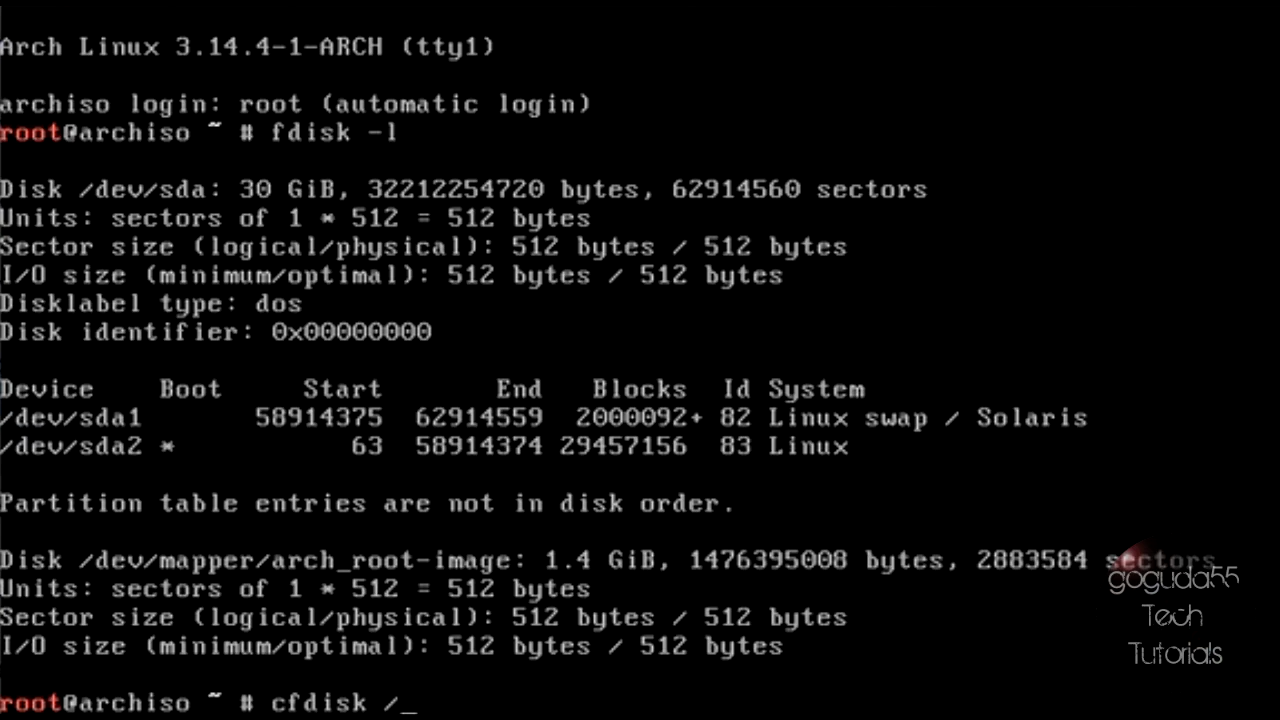 Arch Linux 3.14.4-1-ARCH (tty1)
archiso login: root (automatic login)
root@archiso ~ # fdisk -l
Disk /dev/sda: 30 GiB, 32212254720 bytes, 62914560 sectors
Units: sectors of 1 * 512 = 512 bytes
Sector size (logical/physical): 512 bytes / 512 bytes
I/O size (minimum/optimal): 512 bytes / 512 bytes
Disklabel type: dos
Disk identifier: 0x00000000
Device Boot Start End Blocks Id System
/dev/sda1 58914375 62914559 2000092+ 82 Linux swap / Solaris
/dev/sda2 * 63 58914374 29457156 83 Linux
Partition table entries are not in disk order.
Disk /dev/mapper/arch_root-image: 1.4 GiB, 1476395008 bytes, 2883584 sectors
Units: sectors of 1 * 512 = 512 bytes
Sector size (logical/physical): 512 bytes / 512 bytes
I/O size (minimum/optimal): 512 bytes / 512 bytes
root@archiso ~ # cfdisk /_
goguda55
Tech
Tutorials